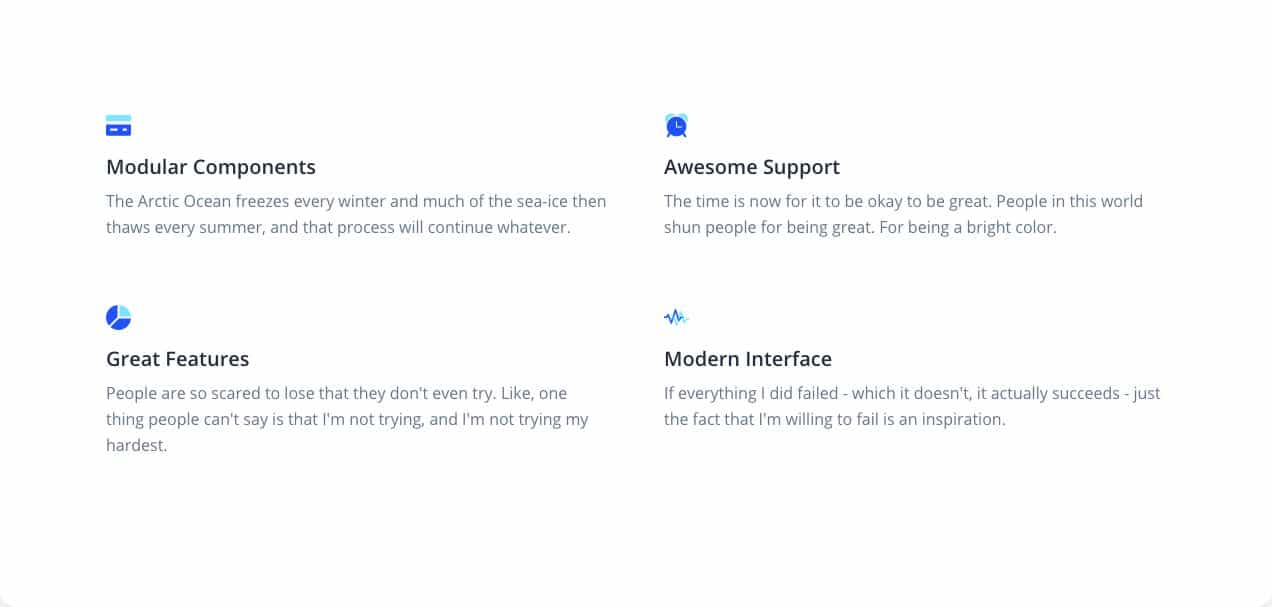 Modular Components
The Arctic Ocean freezes every winter and much of the sea-ice then
thaws every summer, and that process will continue whatever.
Awesome Support
The time is now for it to be okay to be great. People in this world
shun people for being great. For being a bright color.
Great Features
People are so scared to lose that they don't even try. Like, one
thing people can't say is that I'm not trying, and I'm not trying my
hardest.
Modern Interface
If everything I did failed - which it doesn't, it actually succeeds - just
the fact that I'm willing to fail is an inspiration.